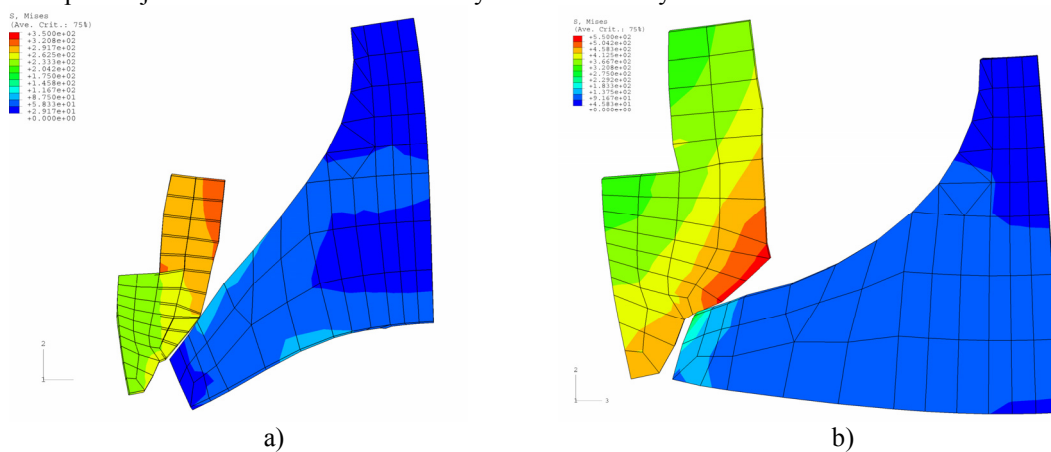 S, Mises
(Ave. Crit.: 75%)
+3.500e+02
+3.208e+02
+2.917e+02
+2.625e+02
+2.333e+02
+2.042e+02
+1.750e+02
+1.458e+02
+1.167e+02
+8.750e+01
+5.833e+01
+2.917e+01
+0.000e+00
2
1
a)
S, Mises
(Ave. Crit.: 75%)
+5.500e+02
+5.042e+02
+4.583e+02
+4.125e+02
+3.667e+02
+3.208e+02
+2.750e+02
+2.292e+02
+1.833e+02
+1.375e+02
+9.167e+01
+4.583e+01
+0.000e+00
2
1 3
b)